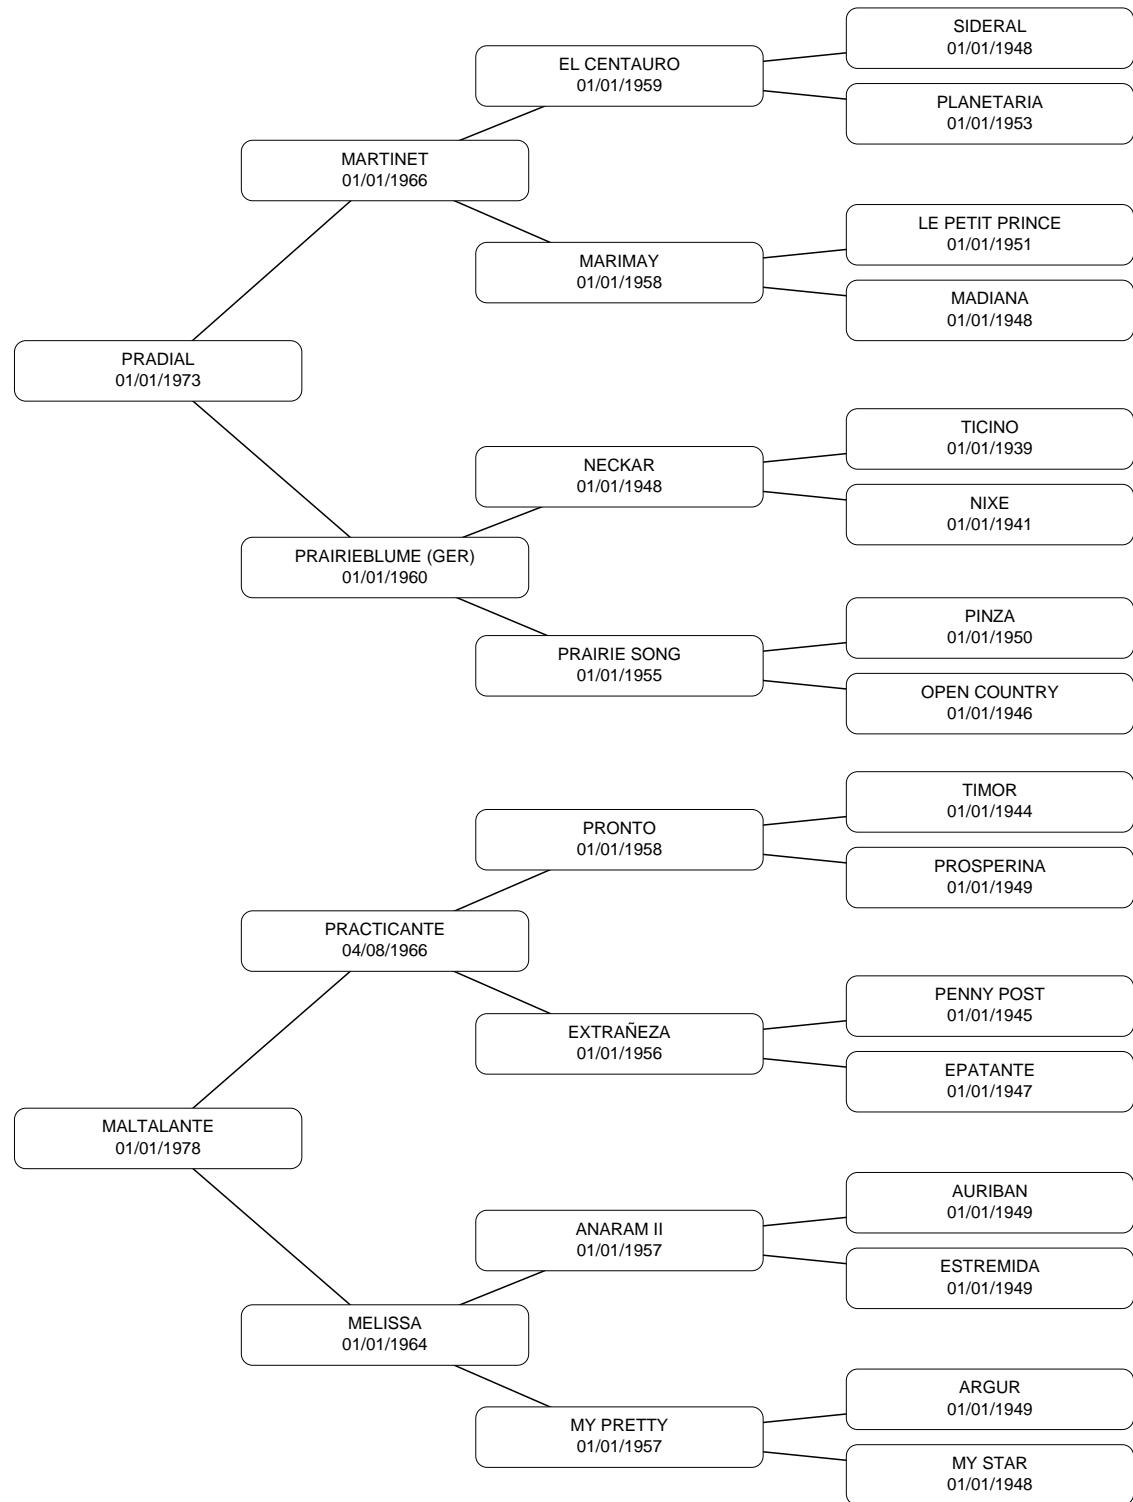 SIDERAL
01/01/1948
EL CENTAURO
01/01/1959
PLANETARIA
01/01/1953
MARTINET
01/01/1966
LE PETIT PRINCE
01/01/1951
MARIMAY
01/01/1958
MADIANA
01/01/1948
PRADIAL
01/01/1973
TICINO
01/01/1939
NECKAR
01/01/1948
NIXE
01/01/1941
PRAIRIEBLUME (GER)
01/01/1960
PINZA
01/01/1950
PRAIRIE SONG
01/01/1955
OPEN COUNTRY
01/01/1946
TIMOR
01/01/1944
PRONTO
01/01/1958
PROSPERINA
01/01/1949
PRACTICANTE
04/08/1966
PENNY POST
01/01/1945
EXTRAÑEZA
01/01/1956
EPATANTE
01/01/1947
MALTALANTE
01/01/1978
AURIBAN
01/01/1949
ANARAM II
01/01/1957
ESTREMIDA
01/01/1949
MELISSA
01/01/1964
ARGUR
01/01/1949
MY PRETTY
01/01/1957
MY STAR
01/01/1948